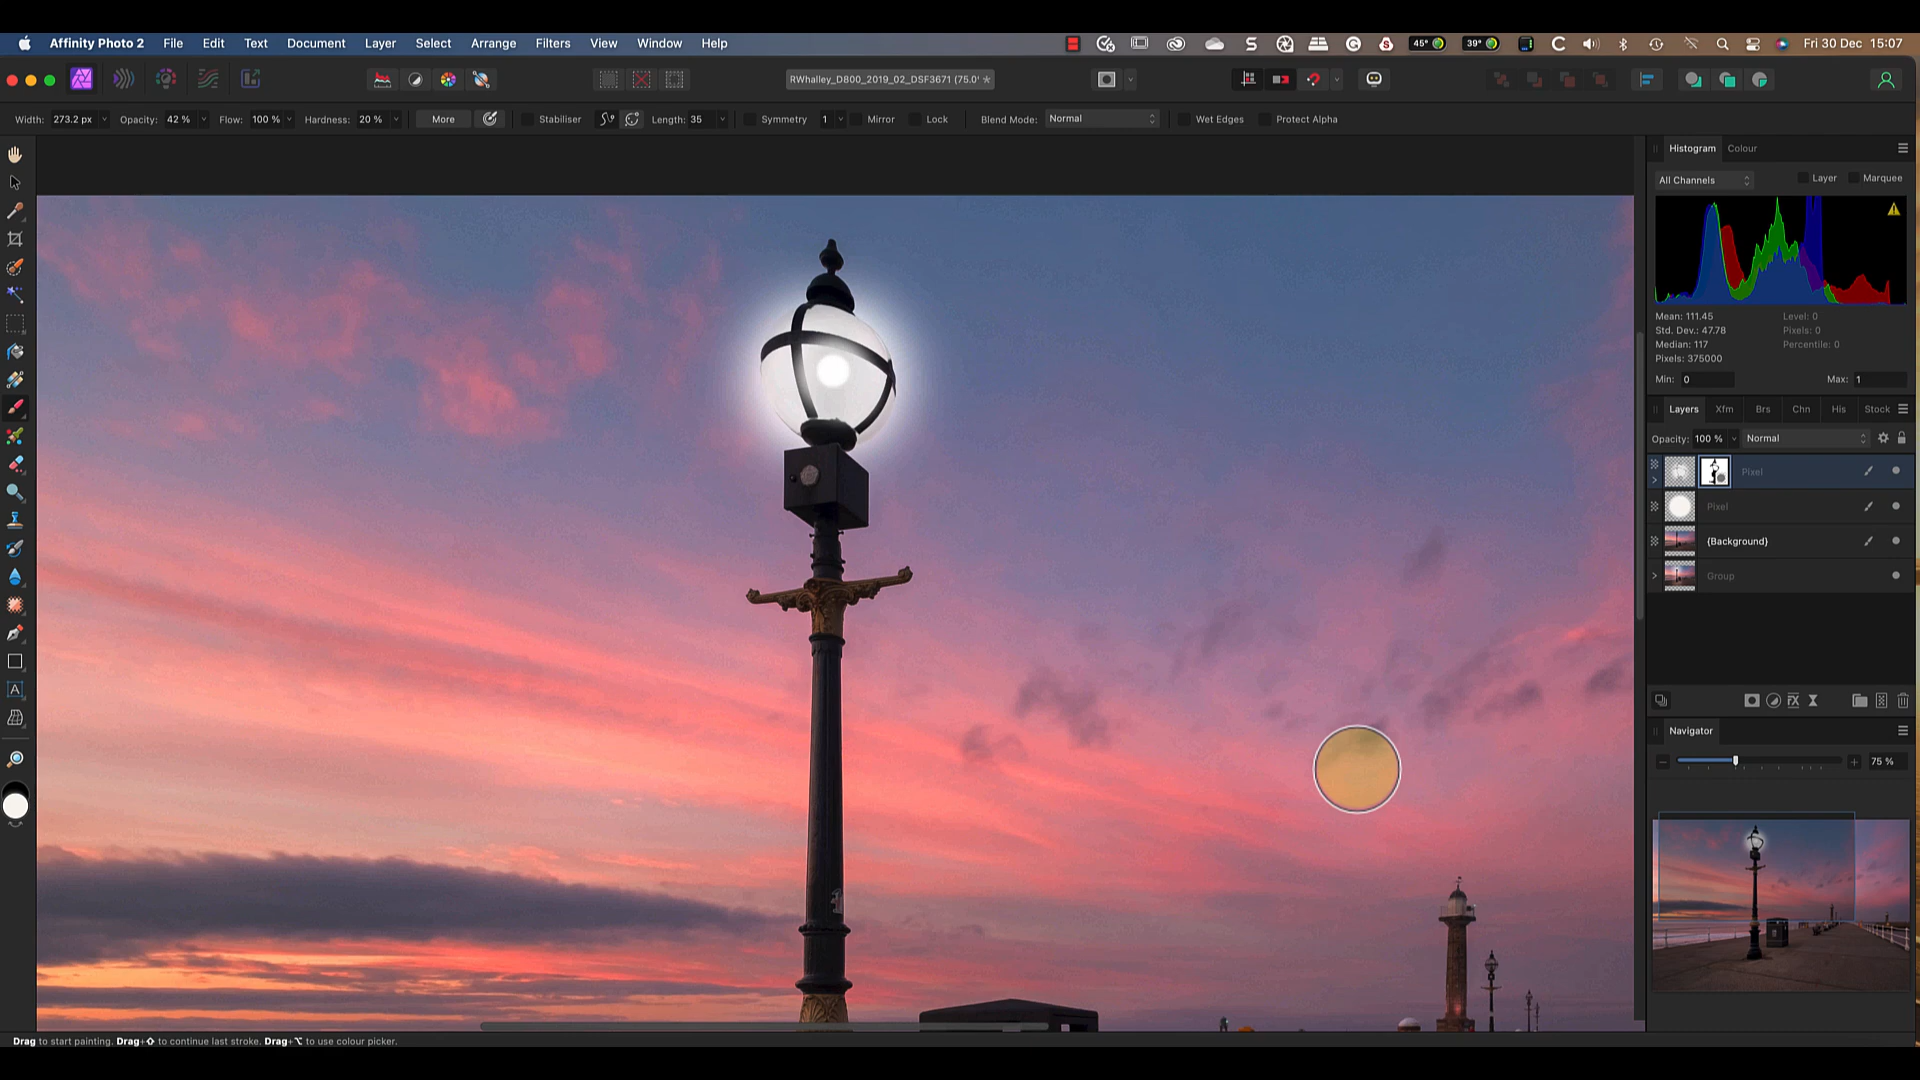 Affinity Photo 2 File Edit Text Document Layer Select Arrange Filters View Window Help 45° 39° Fri 30 Dec 15:07
RWhalley_D800_2019_02_DSF3671 (75.0'
Width: 273.2 px Opacity: 42 % Flow: 100 % Hardness: 20 % More Stabiliser Length: 35 Symmetry 1 Mirror Lock Blend Mode: Normal Wet Edges Protect Alpha
Histogram Colour
All Channels Layer Marquee
Mean: 111.45 Level: 0
Std. Dev.: 47.78 Pixels: 0
Median: 117 Percentile: 0
Pixels: 375000
Min: 0 Max: 1
Layers Xfm Brs Chn His Stock
Opacity: 100 % Normal
Pixel
Pixel
(Background)
Group
Navigator
75 %
Drag to start painting. Drag+⇧ to continue last stroke. Drag+⌥ to use colour picker.